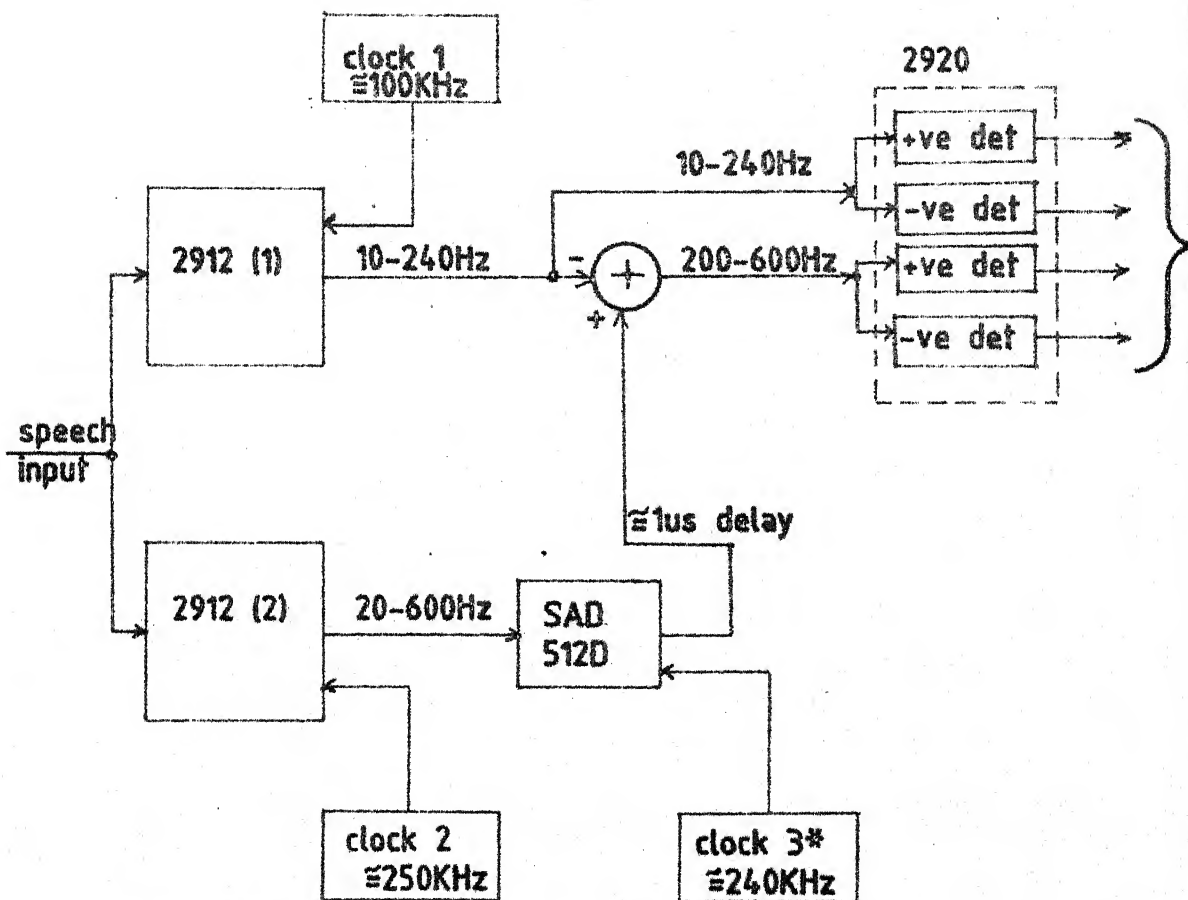 clock 1
≅100KHz
2920
+ve det
10-240Hz
-ve det
2912 (1)
10-240Hz
-
+
200-600Hz
+ve det
+
-ve det
speech
input
≅1us delay
2912 (2)
20-600Hz
SAD
512D
clock 2
≅250KHz
clock 3*
≅240KHz